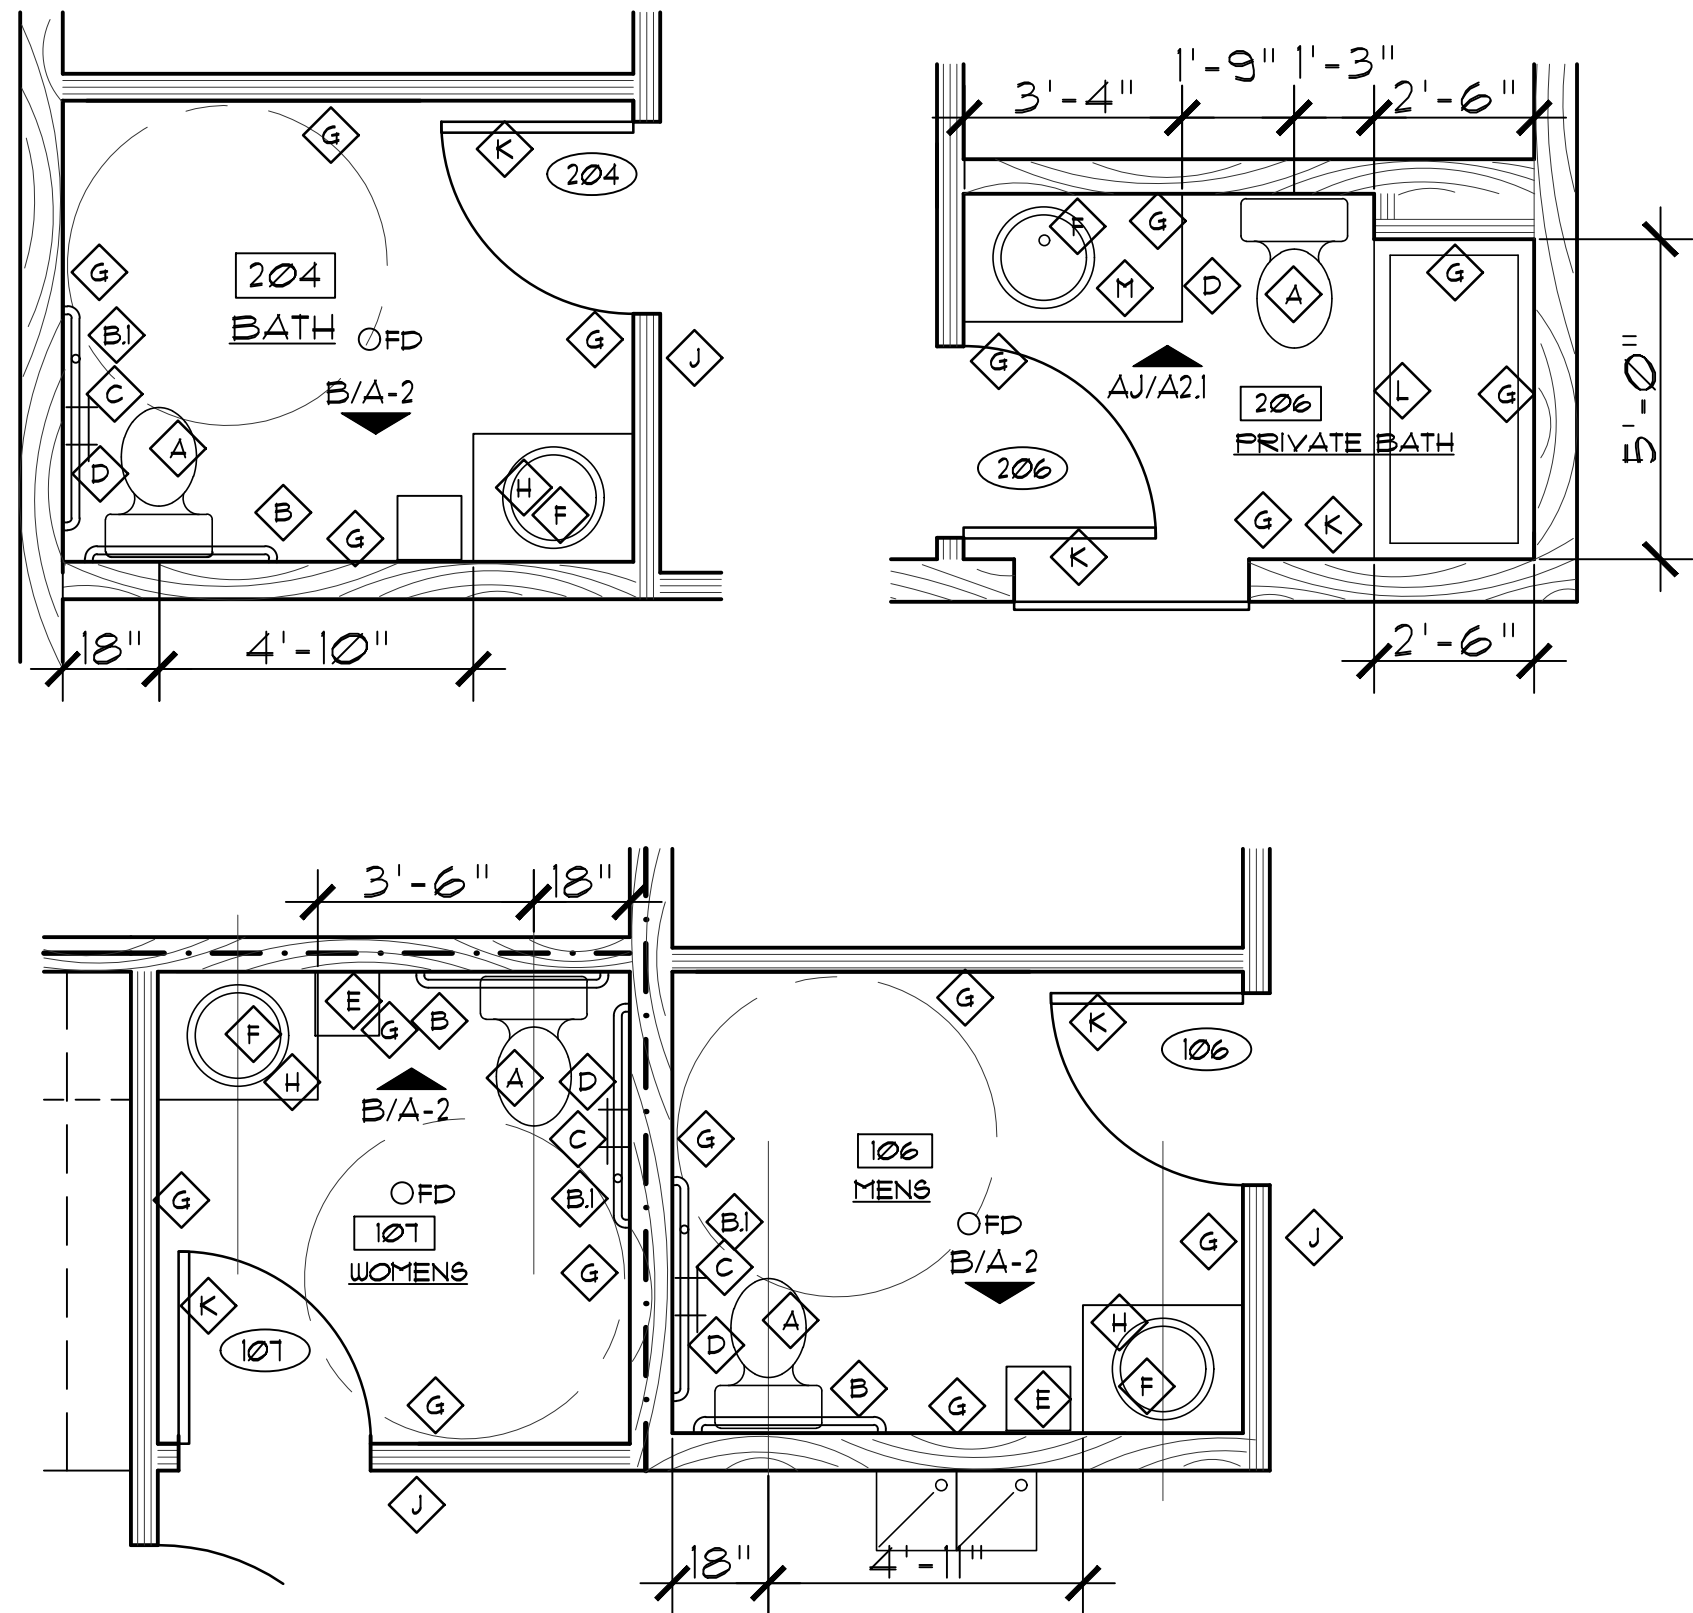 G
K
204
G
204
BATH
B.1
FD
G
J
C
B/A-2
A
D
H
B
F
G
18" 4'-10"
1'-9" 1'-3"
3'-4" 2'-6"
F
G
G
M
D
A
G
AJ/A2.1
206
L
G
5'-0"
PRIVATE BATH
206
G
K
K
2'-6"
3'-6" 18"
E
F
G
B
H
A
D
B/A-2
C
G
FD
B.1
107
WOMENS
G
K
107
G
J
G
K
106
G
106
MENS
B.1
FD
G
J
C
B/A-2
A
H
D
B
G
E
F
18" 4'-11"